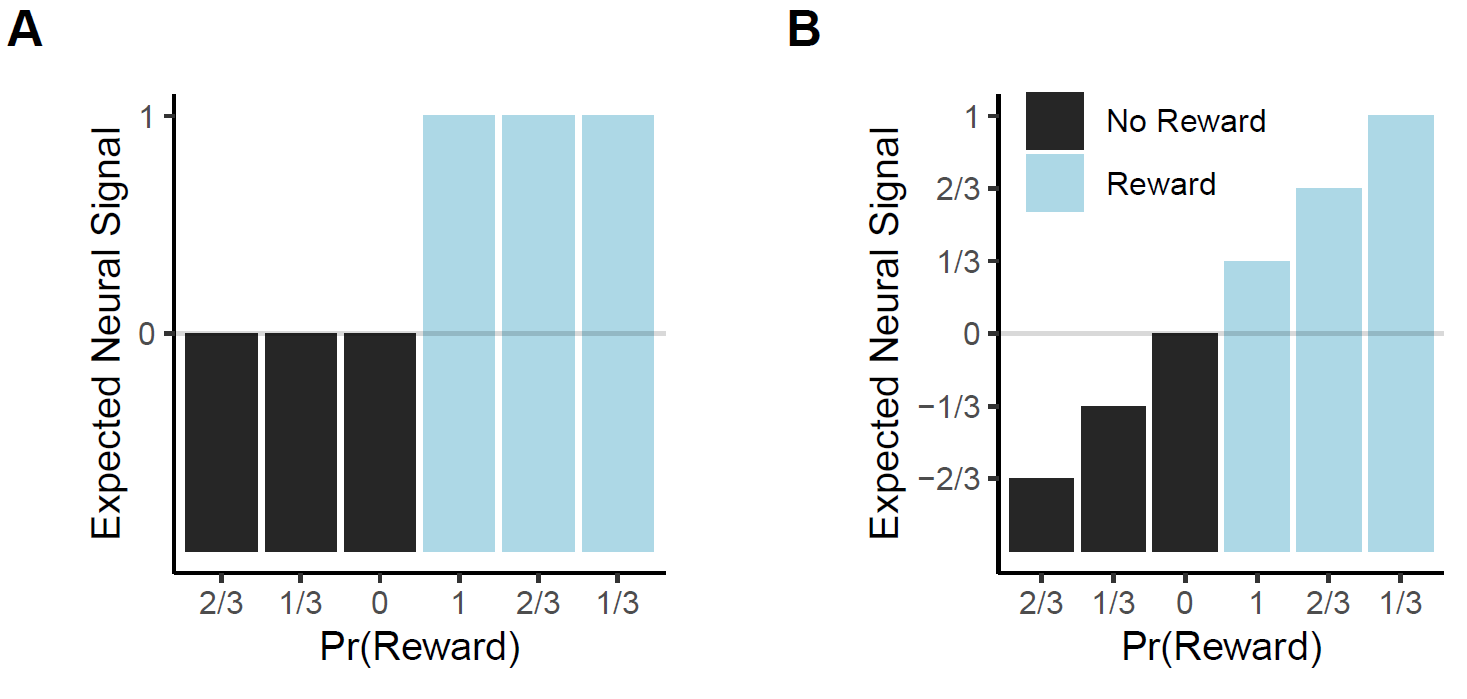 A
Expected Neural Signal
1
0
2/3 1/3 0 1 2/3 1/3
Pr(Reward)
B
Expected Neural Signal
No Reward
Reward
1
2/3
1/3
0
−1/3
−2/3
2/3 1/3 0 1 2/3 1/3
Pr(Reward)